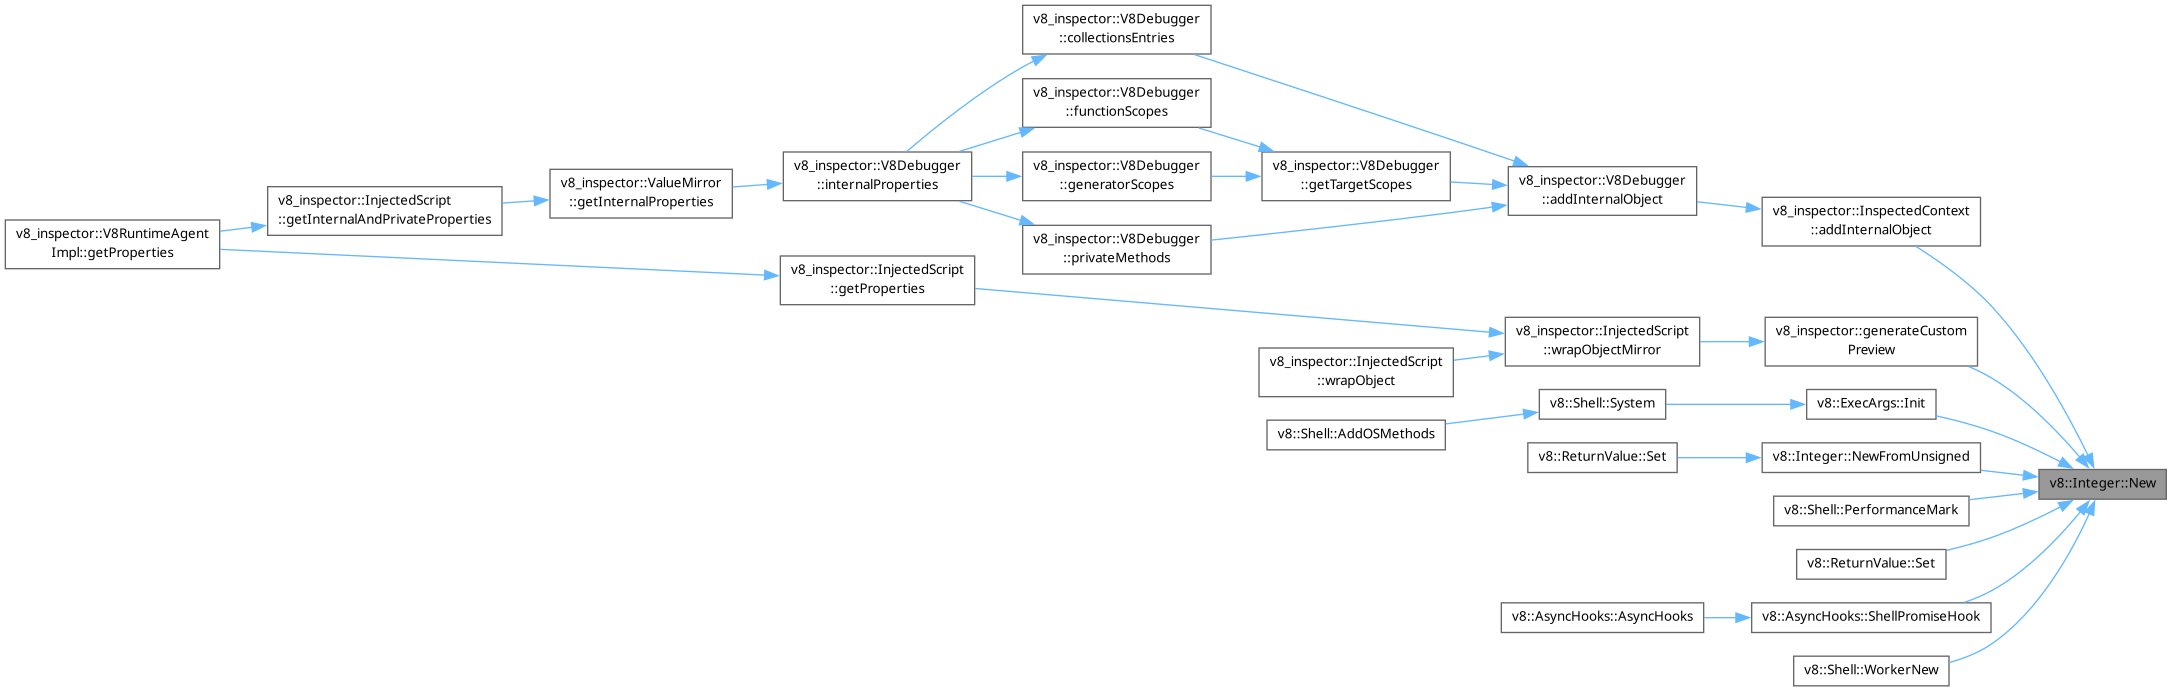 v8_inspector::V8Debugger
::collectionsEntries
v8_inspector::V8Debugger
::functionScopes
v8_inspector::V8Debugger
::internalProperties
v8_inspector::V8Debugger
::generatorScopes
v8_inspector::V8Debugger
::getTargetScopes
v8_inspector::V8Debugger
::addInternalObject
v8_inspector::ValueMirror
::getInternalProperties
v8_inspector::InjectedScript
::getInternalAndPrivateProperties
v8_inspector::InspectedContext
::addInternalObject
v8_inspector::V8RuntimeAgent
Impl::getProperties
v8_inspector::V8Debugger
::privateMethods
v8_inspector::InjectedScript
::getProperties
v8_inspector::InjectedScript
::wrapObjectMirror
v8_inspector::generateCustom
Preview
v8_inspector::InjectedScript
::wrapObject
v8::Shell::System
v8::ExecArgs::Init
v8::Shell::AddOSMethods
v8::ReturnValue::Set
v8::Integer::NewFromUnsigned
v8::Integer::New
v8::Shell::PerformanceMark
v8::ReturnValue::Set
v8::AsyncHooks::AsyncHooks
v8::AsyncHooks::ShellPromiseHook
v8::Shell::WorkerNew